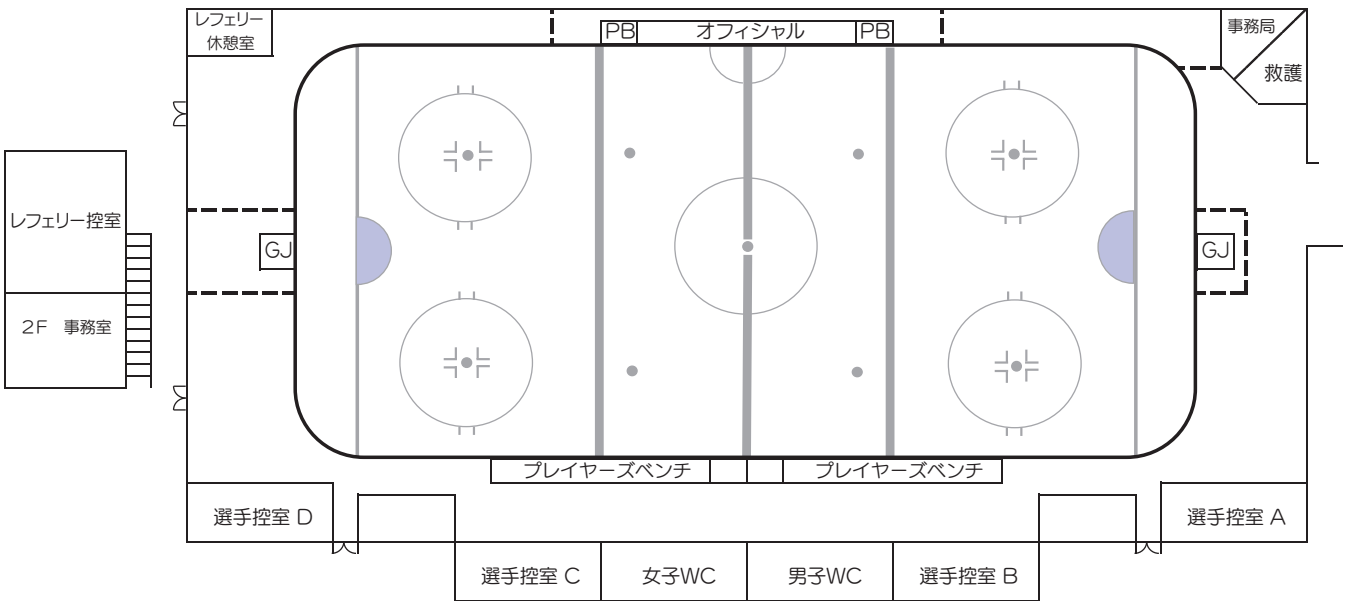 レフェリー
休憩室
PB
オフィシャル
PB
事務局
救護
レフェリー控室
GJ
GJ
2F 事務室
プレイヤーズベンチ
プレイヤーズベンチ
選手控室 D
選手控室 A
選手控室 C
女子WC
男子WC
選手控室 B